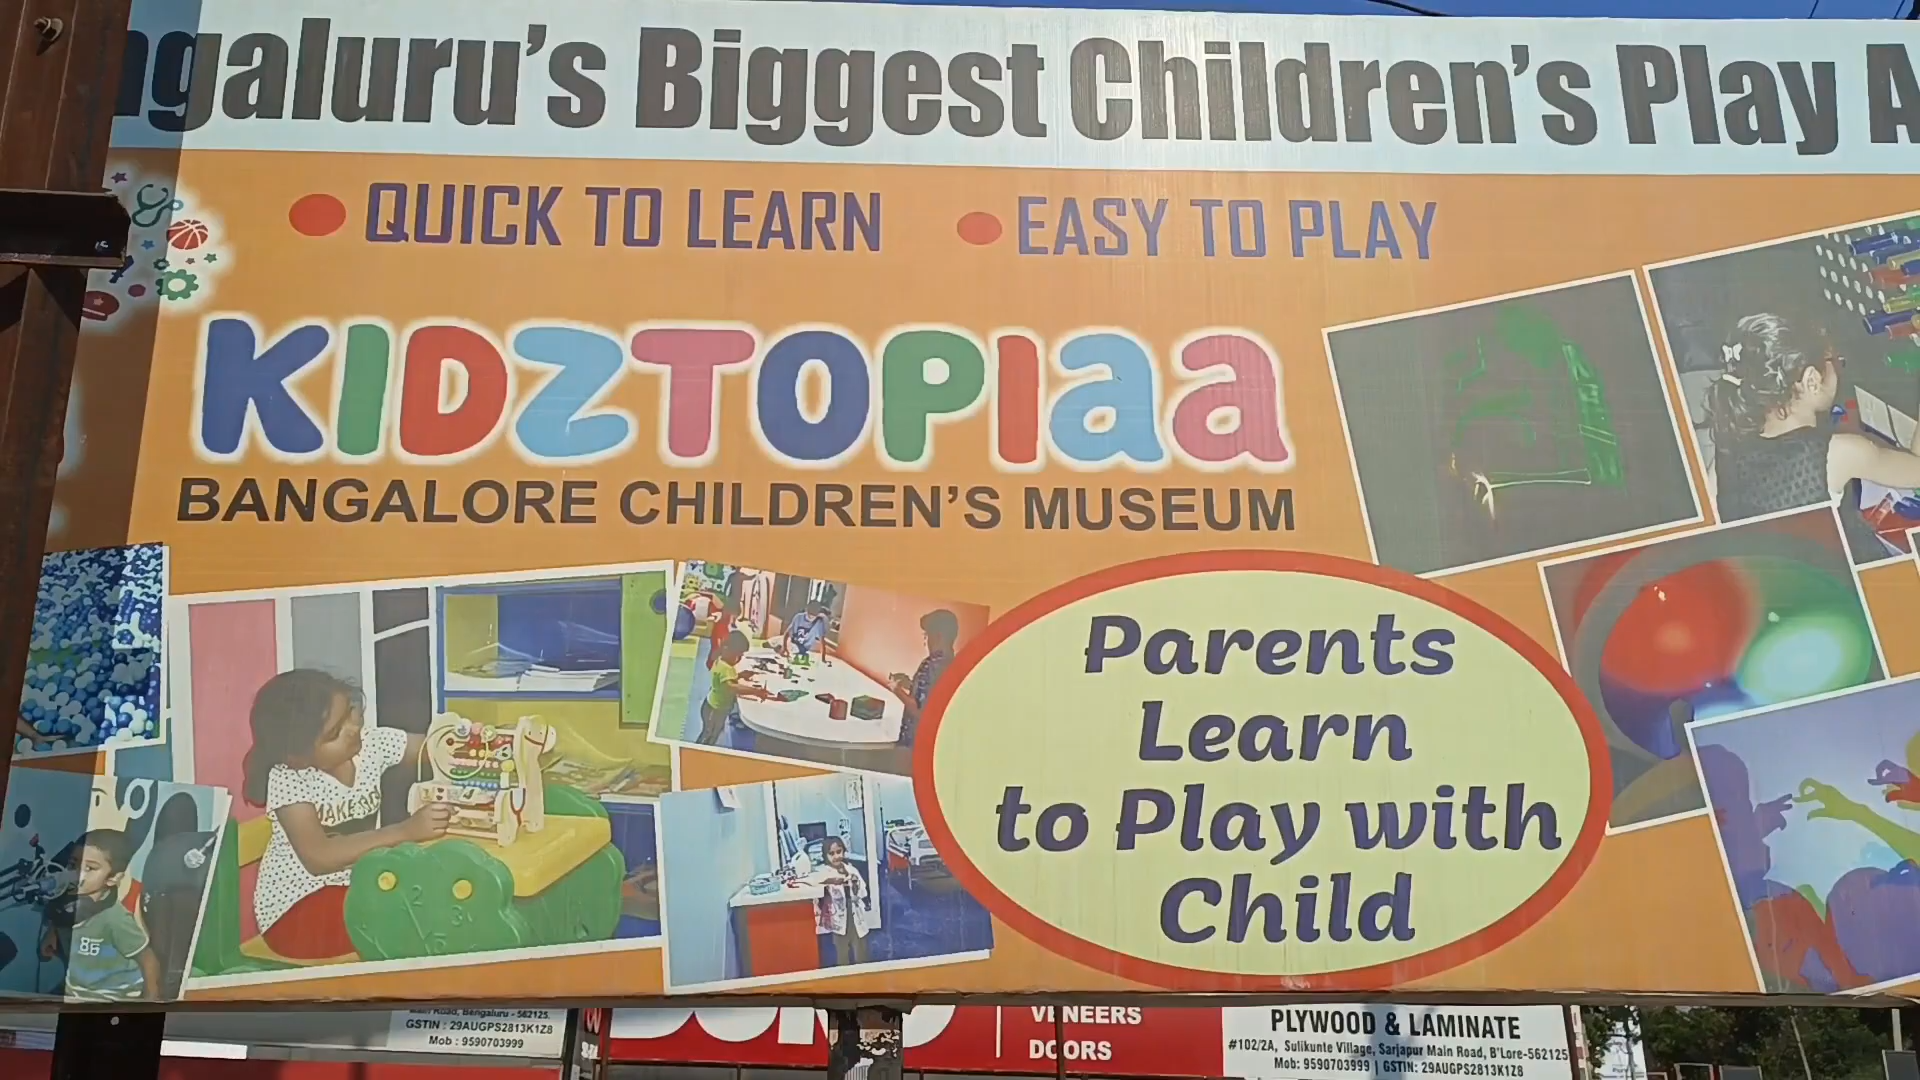 ngaluru's Biggest Children's Play A
QUICK TO LEARN EASY TO PLAY
KIDZTOPIaa
BANGALORE CHILDREN'S MUSEUM
Parents
Learn
to Play with
Child
Main Road, Bengaluru - 562125.
GSTIN : 29AUGPS2813K1Z8
Mob : 9590703999
VENEERS
DOORS
PLYWOOD & LAMINATE
#102/2A, Sulikunte Village, Sarjapur Main Road, B'Lore-562125
Mob: 9590703999 | GSTIN: 29AUGPS2813K1Z8